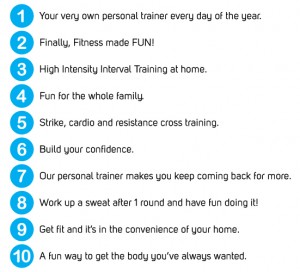 1 Your very own personal trainer every day of the year.
2 Finally, Fitness made FUN!
3 High Intensity Interval Training at home.
4 Fun for the whole family.
5 Strike, cardio and resistance cross training.
6 Build your confidence.
7 Our personal trainer makes you keep coming back for more.
8 Work up a sweat after 1 round and have fun doing it!
9 Get fit and it's in the convenience of your home.
10 A fun way to get the body you've always wanted.